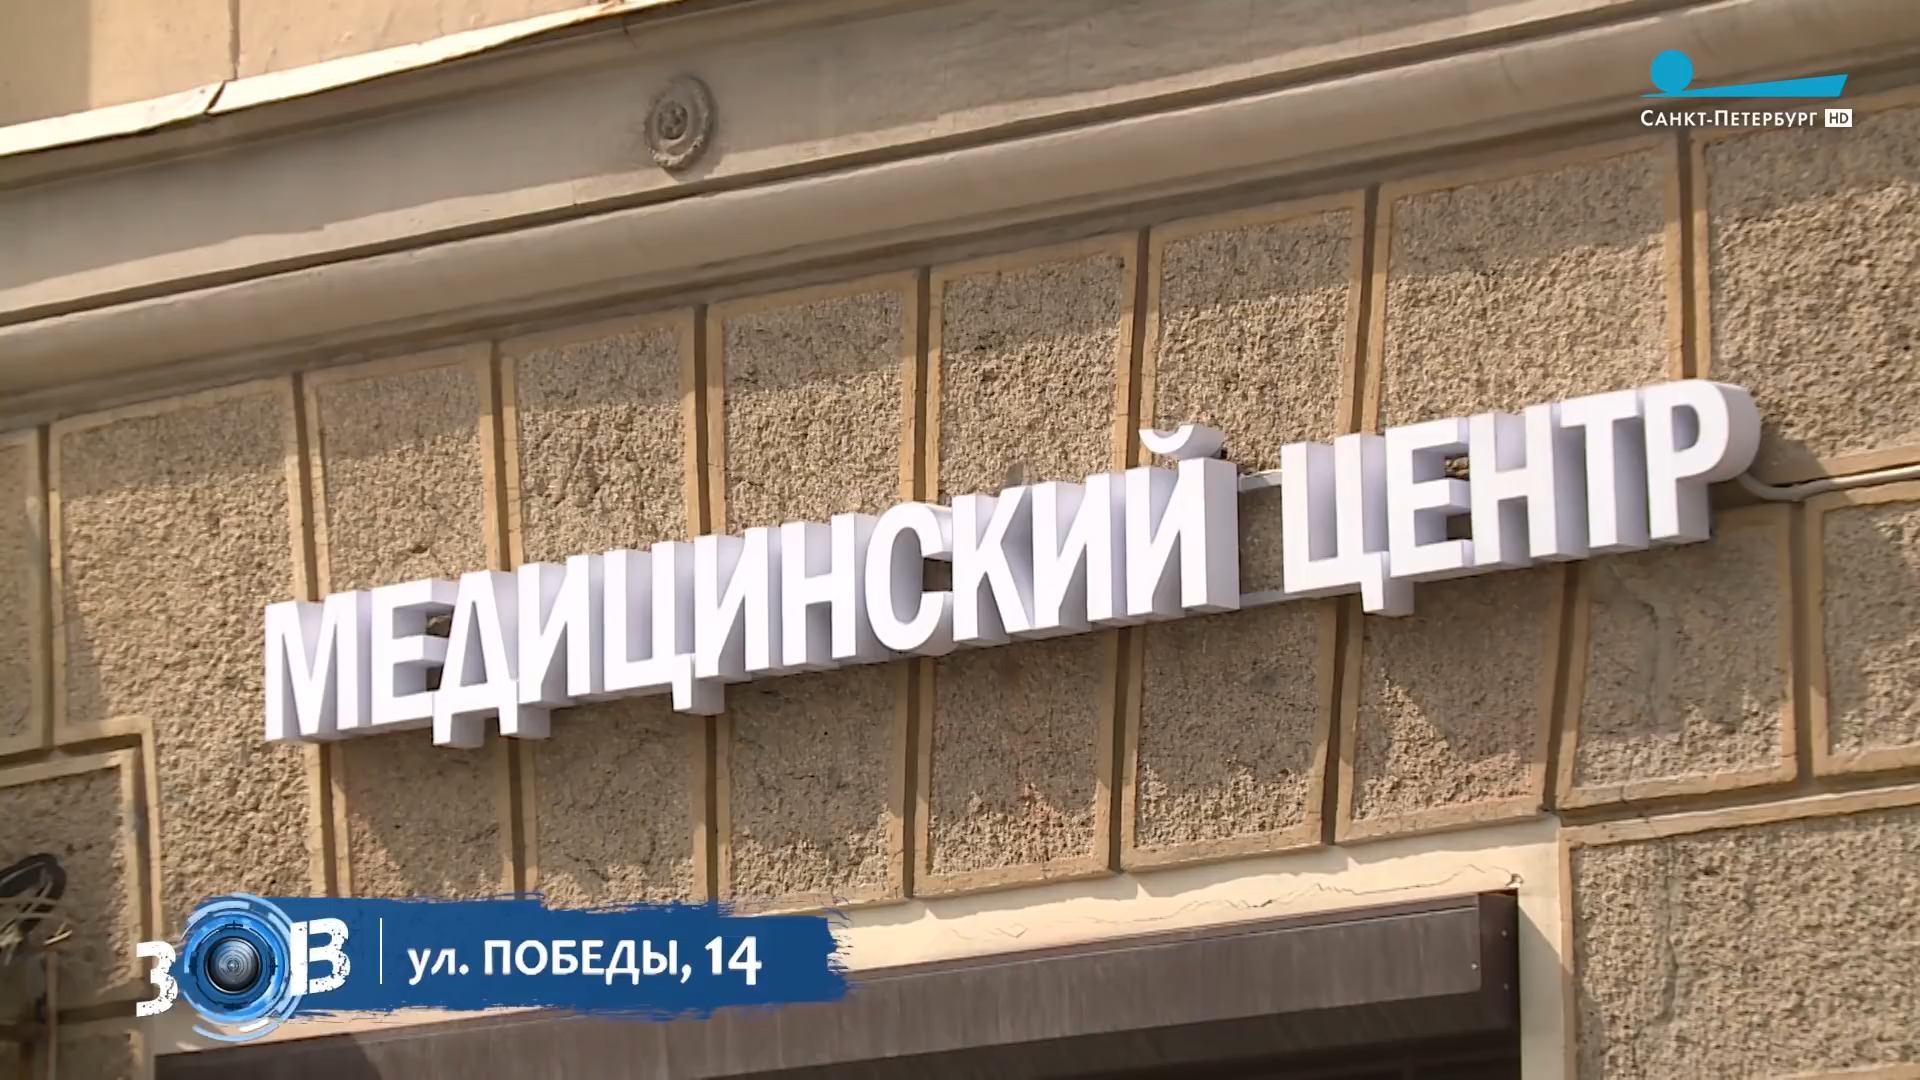 САНКТ-ПЕТЕРБУРГ HD
МЕДИЦИНСКИЙ ЦЕНТР
ЗОВ
ул. ПОБЕДЫ, 14